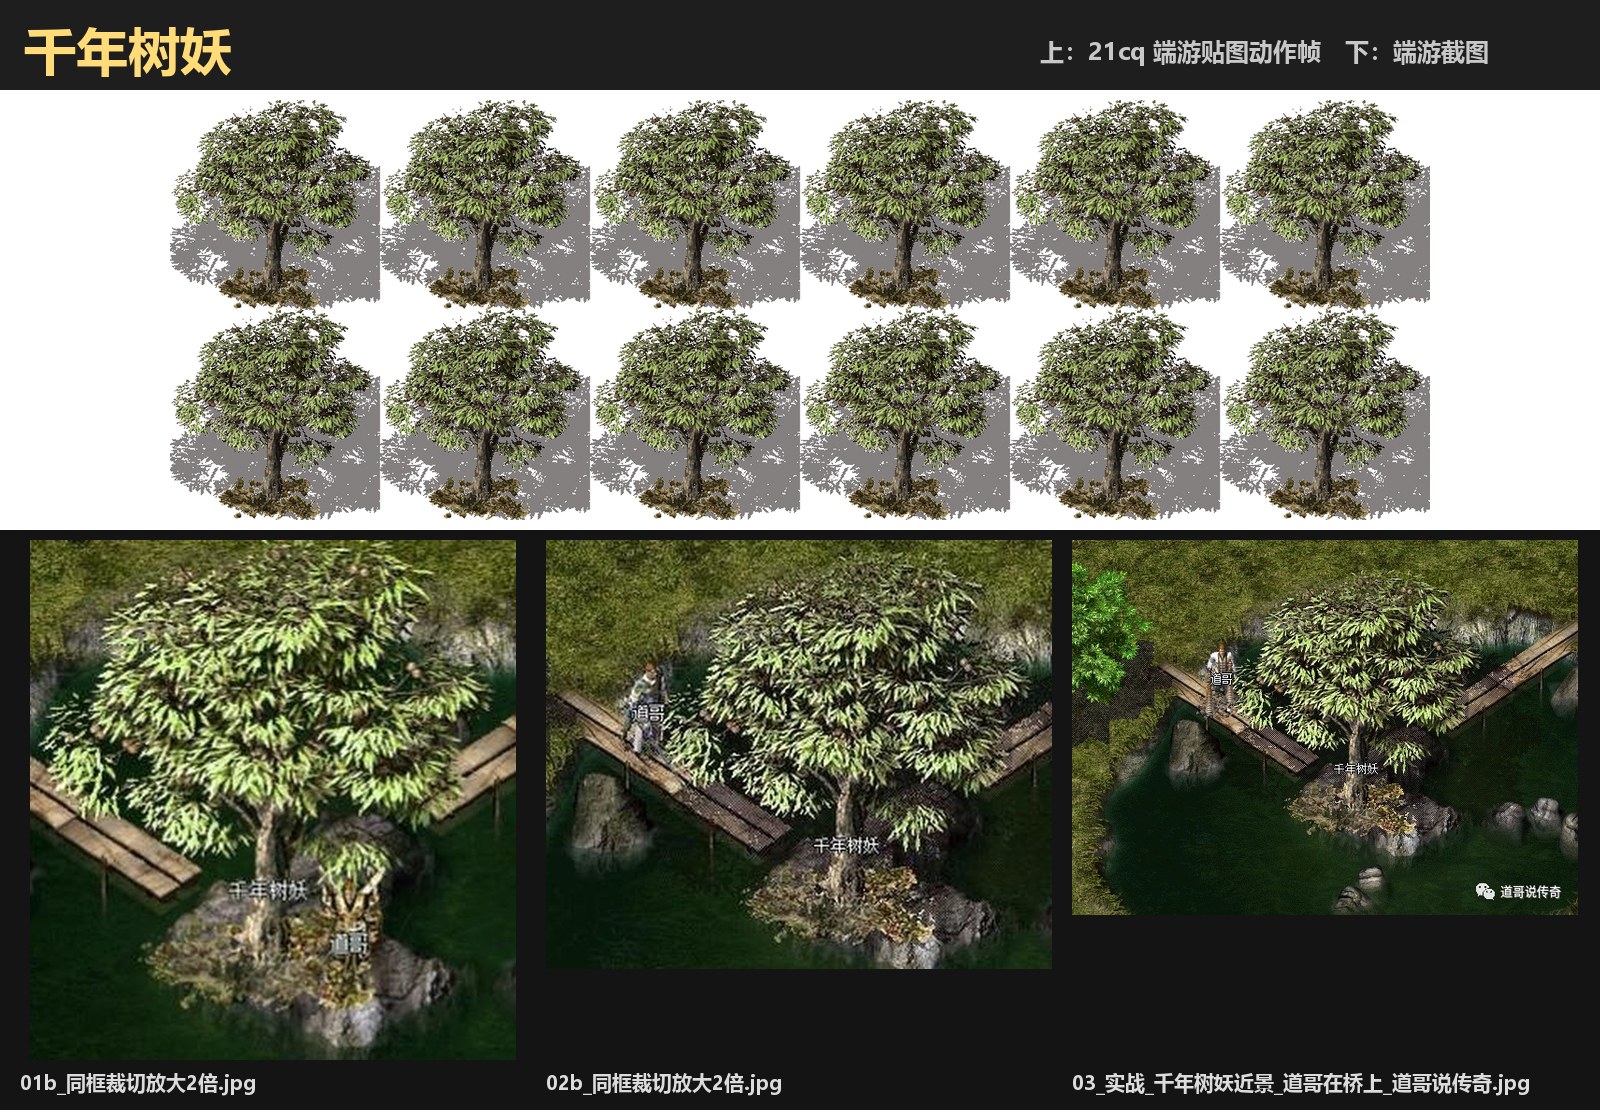 千年树妖
上：21cq 端游贴图动作帧 下：端游截图
千年树妖
道哥
道哥
千年树妖
道哥
千年树妖
道哥说传奇
01b_同框裁切放大2倍.jpg
02b_同框裁切放大2倍.jpg
03_实战_千年树妖近景_道哥在桥上_道哥说传奇.jpg